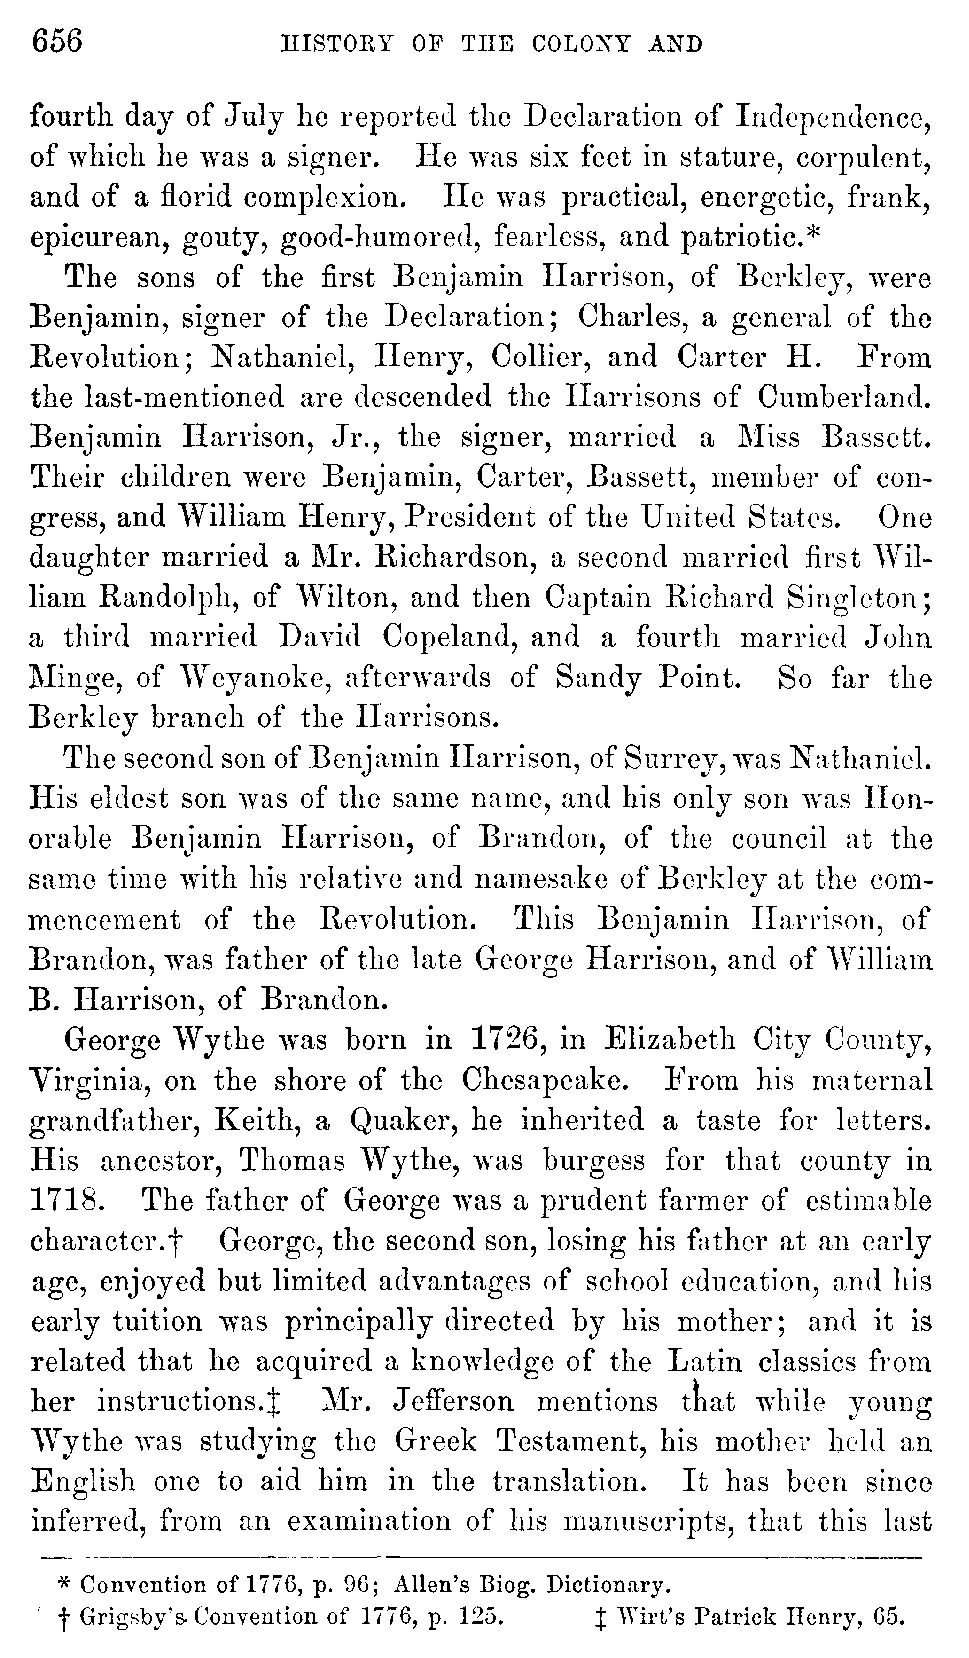 656 HISTORY OF THE COLONY AND
fourth day of July he reported the Declaration of Independence,
of which he was a signer. He was six feet in stature, corpulent,
and of a florid complexion. He was practical, energetic, frank,
epicurean, gouty, good-humored, fearless, and patriotic.*
The sons of the first Benjamin Harrison, of Berkley, were
Benjamin, signer of the Declaration; Charles, a general of the
Revolution; Nathaniel, Henry, Collier, and Carter H. From
the last-mentioned are descended the Harrisons of Cumberland.
Benjamin Harrison, Jr., the signer, married a Miss Bassett.
Their children were Benjamin, Carter, Bassett, member of con-
gress, and William Henry, President of the United States. One
daughter married a Mr. Richardson, a second married first Wil-
liam Randolph, of Wilton, and then Captain Richard Singleton;
a third married David Copeland, and a fourth married John
Minge, of Weyanoke, afterwards of Sandy Point. So far the
Berkley branch of the Harrisons.
The second son of Benjamin Harrison, of Surrey, was Nathaniel.
His eldest son was of the same name, and his only son was Hon-
orable Benjamin Harrison, of Brandon, of the council at the
same time with his relative and namesake of Berkley at the com-
mencement of the Revolution. This Benjamin Harrison, of
Brandon, was father of the late George Harrison, and of William
B. Harrison, of Brandon.
George Wythe was born in 1726, in Elizabeth City County,
Virginia, on the shore of the Chesapeake. From his maternal
grandfather, Keith, a Quaker, he inherited a taste for letters.
His ancestor, Thomas Wythe, was burgess for that county in
1718. The father of George was a prudent farmer of estimable
character.† George, the second son, losing his father at an early
age, enjoyed but limited advantages of school education, and his
early tuition was principally directed by his mother; and it is
related that he acquired a knowledge of the Latin classics from
her instructions.‡ Mr. Jefferson mentions that while young
Wythe was studying the Greek Testament, his mother held an
English one to aid him in the translation. It has been since
inferred, from an examination of his manuscripts, that this last
* Convention of 1776, p. 96; Allen's Biog. Dictionary.
† Grigsby's Convention of 1776, p. 125. ‡ Wirt's Patrick Henry, 65.